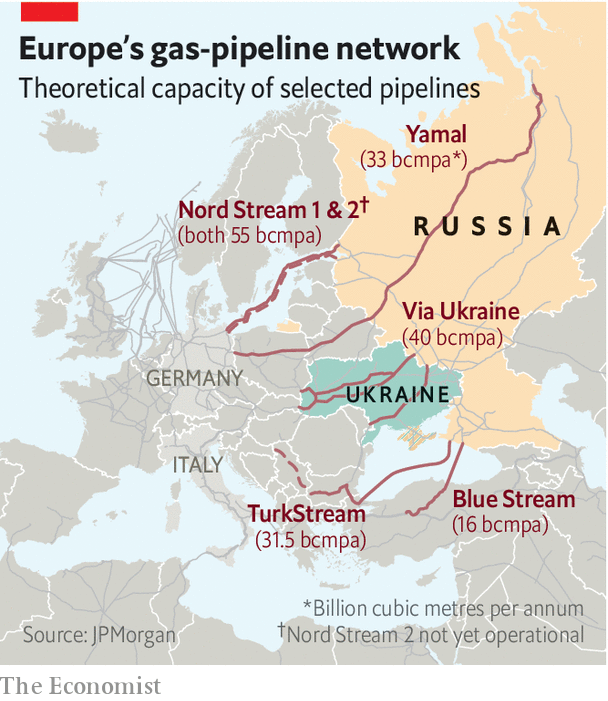 Europe's gas-pipeline network
Theoretical capacity of selected pipelines
Yamal
(33 bcmpa*)
Nord Stream 1 & 2†
(both 55 bcmpa)
RUSSIA
Via Ukraine
(40 bcmpa)
GERMANY
UKRAINE
ITALY
TurkStream
(31.5 bcmpa)
Blue Stream
(16 bcmpa)
*Billion cubic metres per annum
Source: JPMorgan
†Nord Stream 2 not yet operational
The Economist